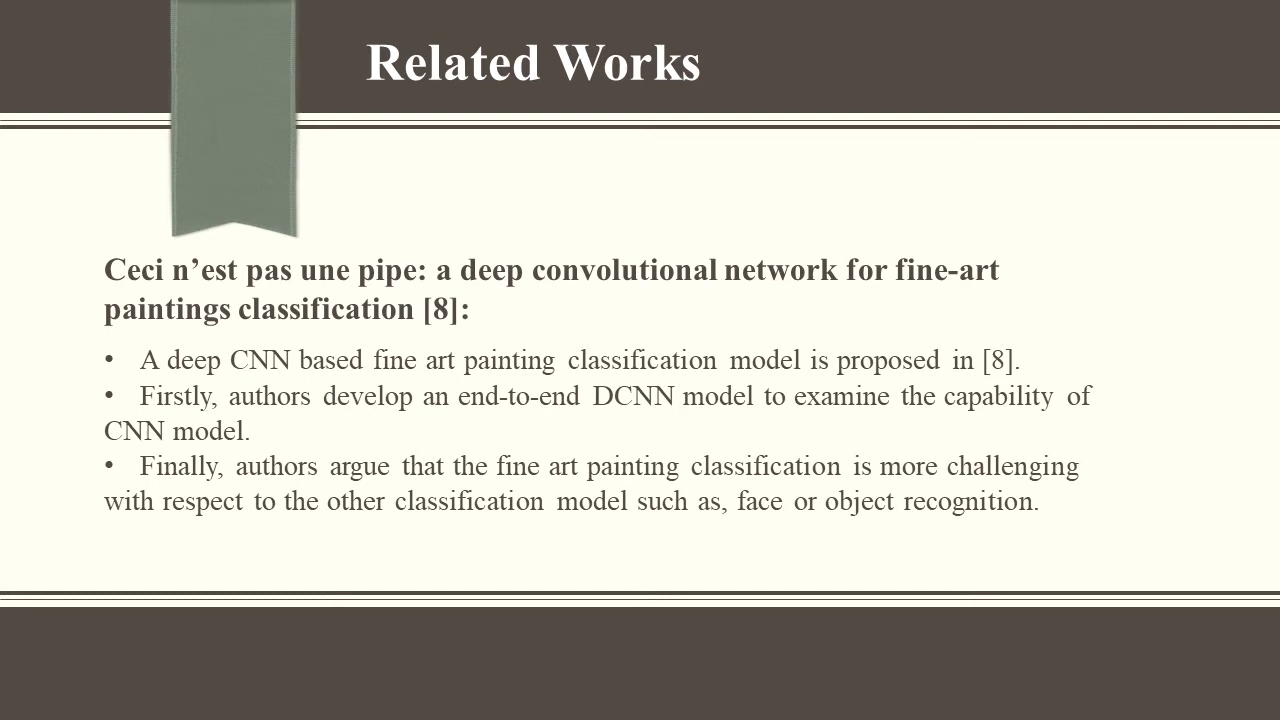 Related Works
Ceci n’est pas une pipe: a deep convolutional network for fine-art
paintings classification [8]:
• A deep CNN based fine art painting classification model is proposed in [8].
• Firstly, authors develop an end-to-end DCNN model to examine the capability of
CNN model.
• Finally, authors argue that the fine art painting classification is more challenging
with respect to the other classification model such as, face or object recognition.